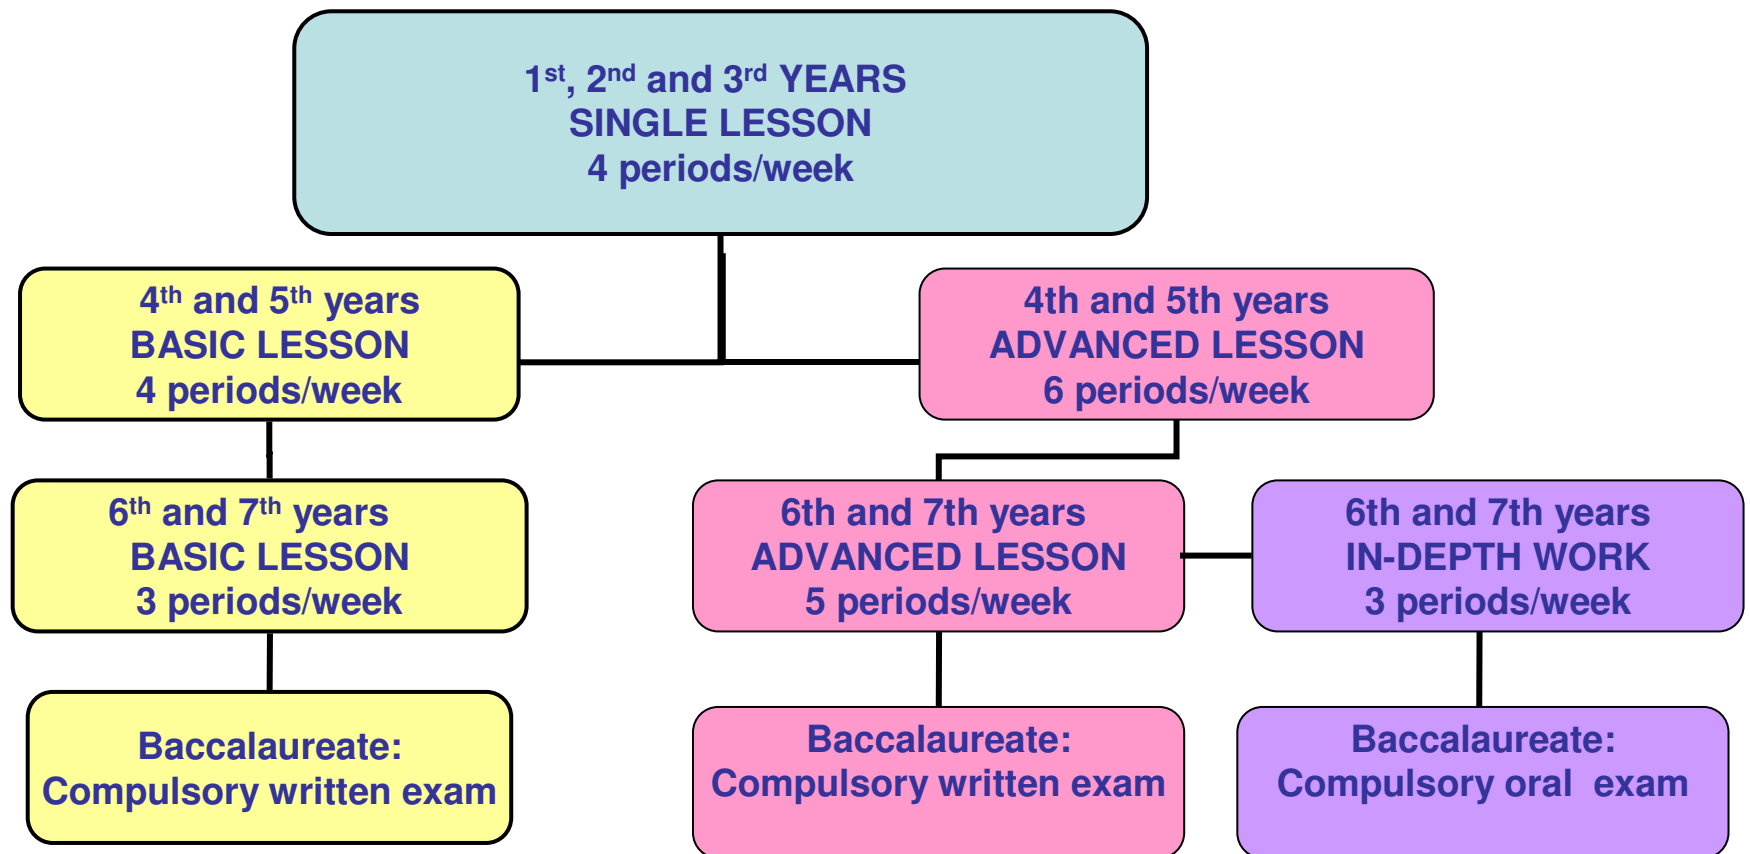 1st, 2nd and 3rd YEARS
SINGLE LESSON
4 periods/week
4th and 5th years
BASIC LESSON
4 periods/week
4th and 5th years
ADVANCED LESSON
6 periods/week
6th and 7th years
BASIC LESSON
3 periods/week
6th and 7th years
ADVANCED LESSON
5 periods/week
6th and 7th years
IN-DEPTH WORK
3 periods/week
Baccalaureate:
Compulsory written exam
Baccalaureate:
Compulsory written exam
Baccalaureate:
Compulsory oral exam